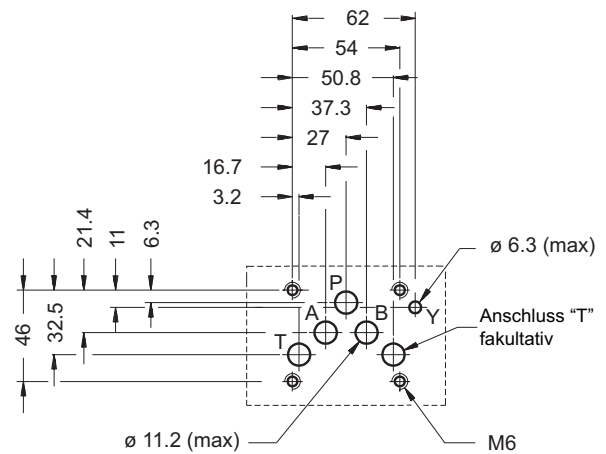 62
54
50.8
37.3
27
16.7
3.2
21.4
11
6.3
46
32.5
P
A
B
T
Y
ø 6.3 (max)
Anschluss “T”
fakultativ
ø 11.2 (max)
M6